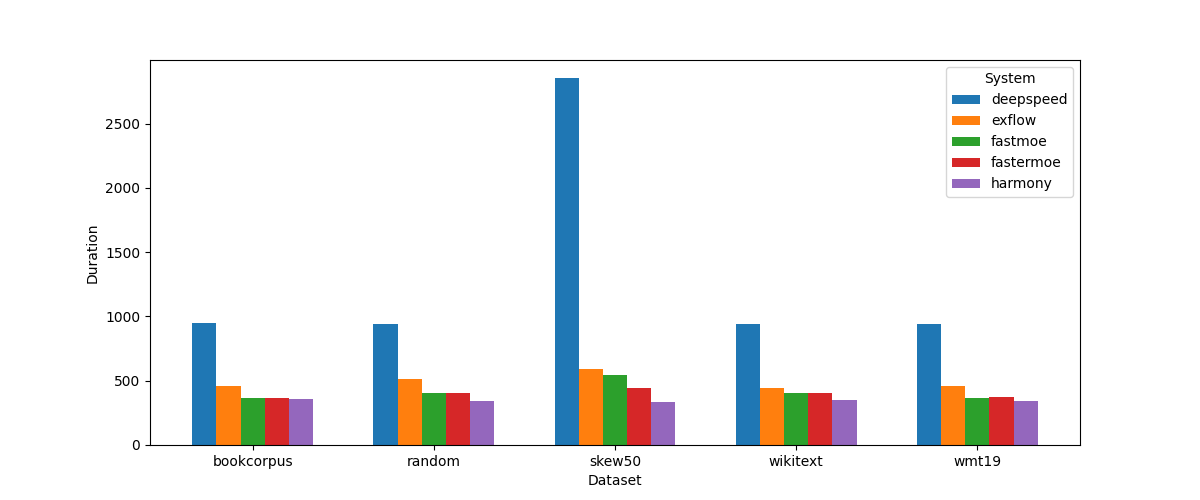 System
deepspeed
exflow
fastmoe
fastermoe
harmony
Duration
2500
2000
1500
1000
500
0
bookcorpus random skew50 wikitext wmt19
Dataset